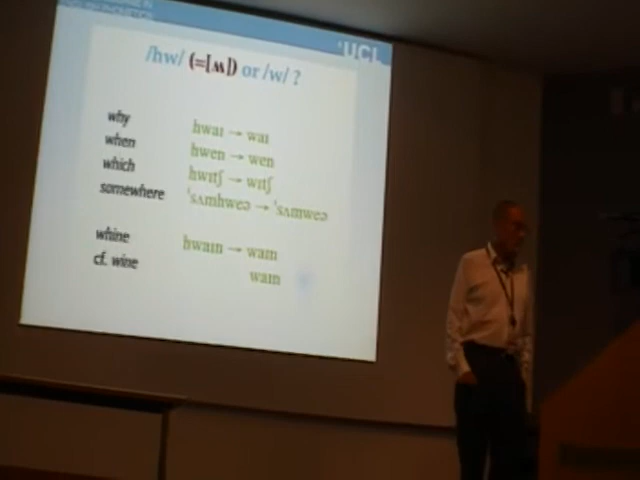 UCL
/hw/ (=[ʍ]) or /w/ ?
why hwaɪ → waɪ
when hwen → wen
which hwɪtʃ → wɪtʃ
somewhere ˈsʌmhweə → ˈsʌmweə
whine hwaɪn → waɪn
cf. wine waɪn